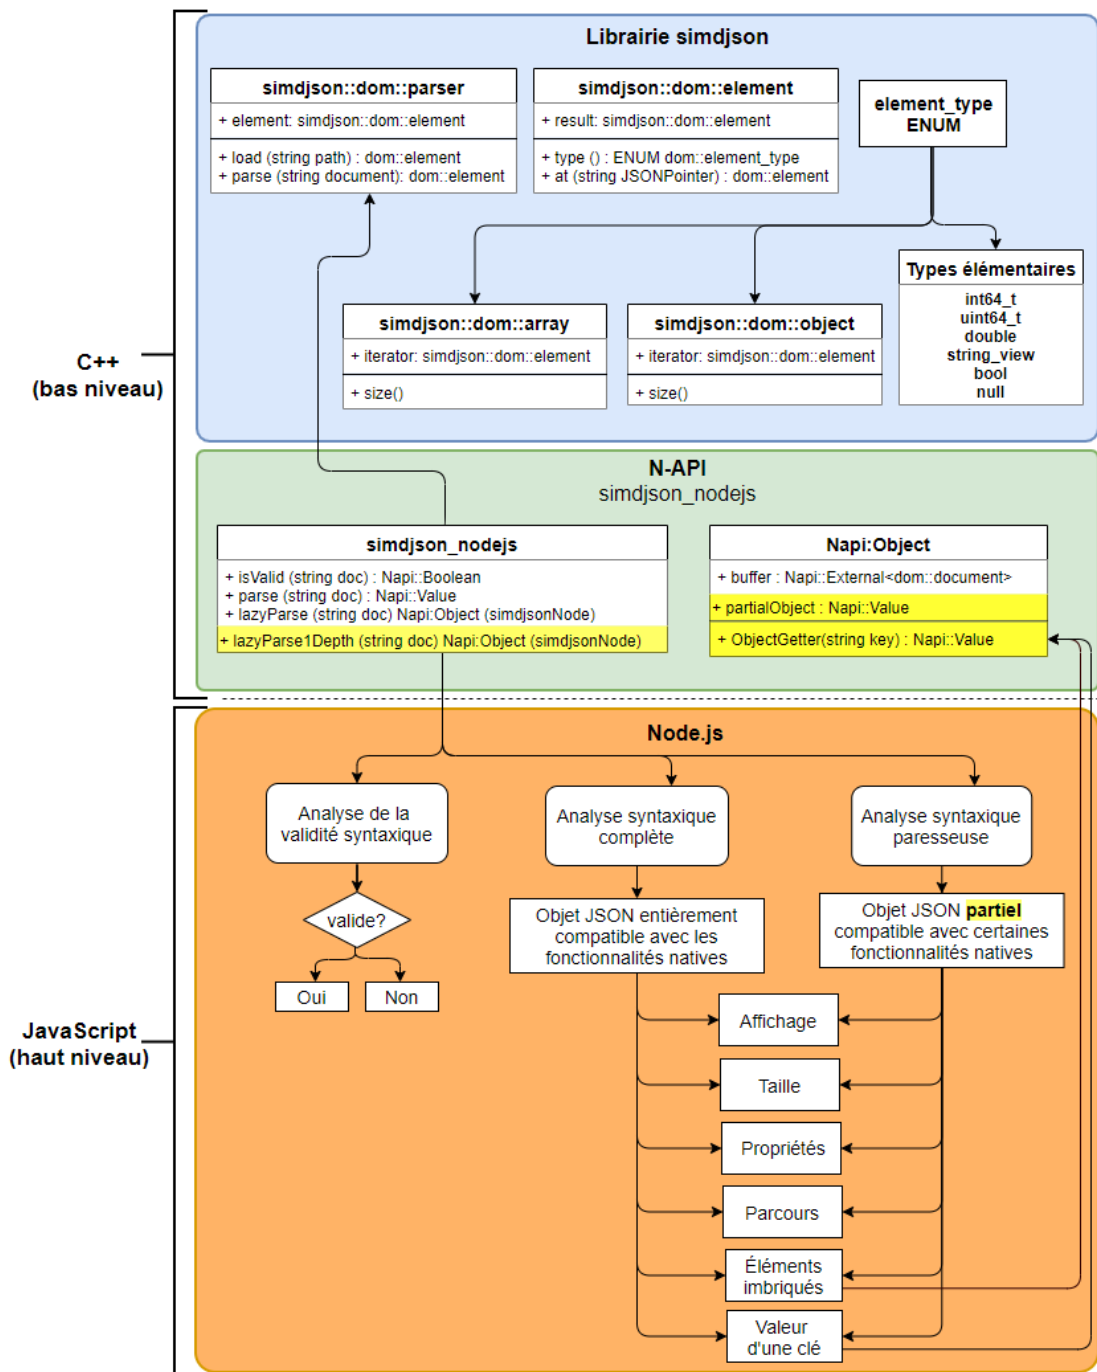 Librairie simdjson
simdjson::dom::parser
+ element: simdjson::dom::element
+ load (string path) : dom::element
+ parse (string document): dom::element
simdjson::dom::element
+ result: simdjson::dom::element
+ type () : ENUM dom::element_type
+ at (string JSONPointer) : dom::element
element_type
ENUM
simdjson::dom::array
+ iterator: simdjson::dom::element
+ size()
simdjson::dom::object
+ iterator: simdjson::dom::element
+ size()
Types élémentaires
int64_t
uint64_t
double
string_view
bool
null
C++
(bas niveau)
N-API
simdjson_nodejs
simdjson_nodejs
+ isValid (string doc) : Napi::Boolean
+ parse (string doc) : Napi::Value
+ lazyParse (string doc) Napi:Object (simdjsonNode)
+ lazyParse1Depth (string doc) Napi:Object (simdjsonNode)
Napi:Object
+ buffer : Napi::External<dom::document>
+ partialObject : Napi::Value
+ ObjectGetter(string key) : Napi::Value
Node.js
Analyse de la
validité syntaxique
valide?
Oui
Non
Analyse syntaxique
complète
Objet JSON entièrement
compatible avec les
fonctionnalités natives
Analyse syntaxique
paresseuse
Objet JSON partiel
compatible avec certaines
fonctionnalités natives
Affichage
Taille
Propriétés
Parcours
Éléments
imbriqués
Valeur
d'une clé
JavaScript
(haut niveau)